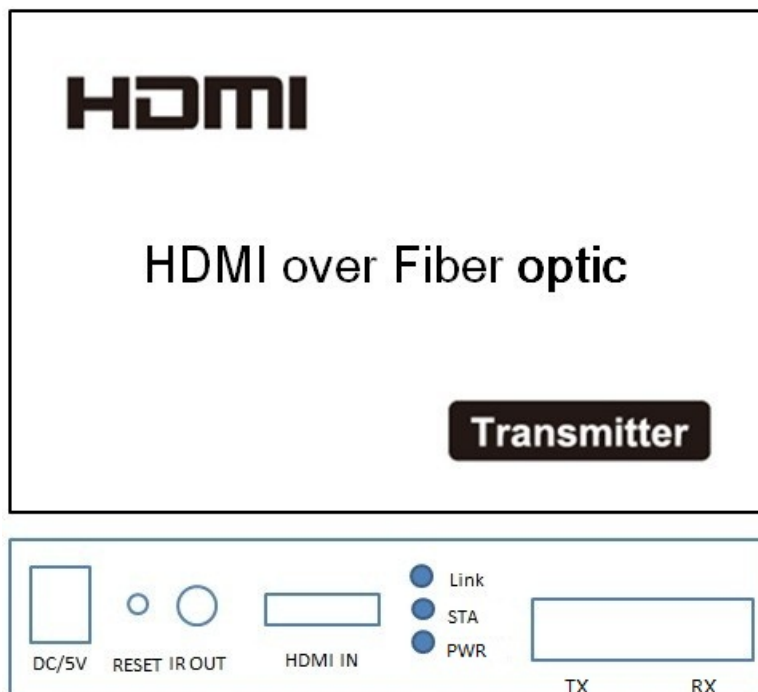 HDMI
HDMI over Fiber optic
Transmitter
Link
STA
PWR
DC/5V RESET IR OUT HDMI IN
TX RX